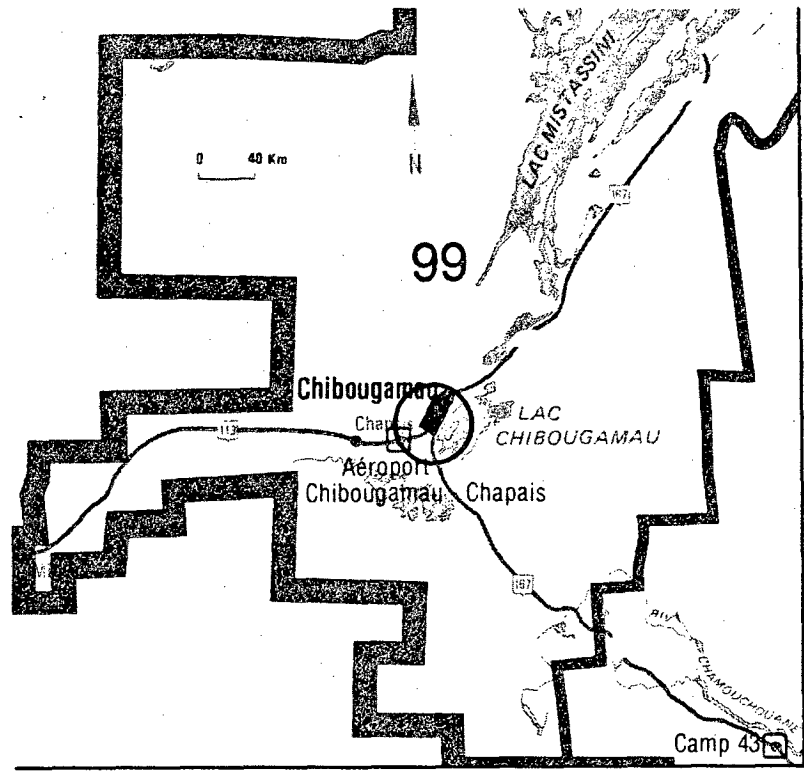 LAC MISTASSINI
0 40 Km
N
167
99
Chibougamau
Chapais
113
LAC
CHIBOUGAMAU
Aéroport
Chibougamau Chapais
167
RIV.
CHAMOUCHOUANE
Camp 43